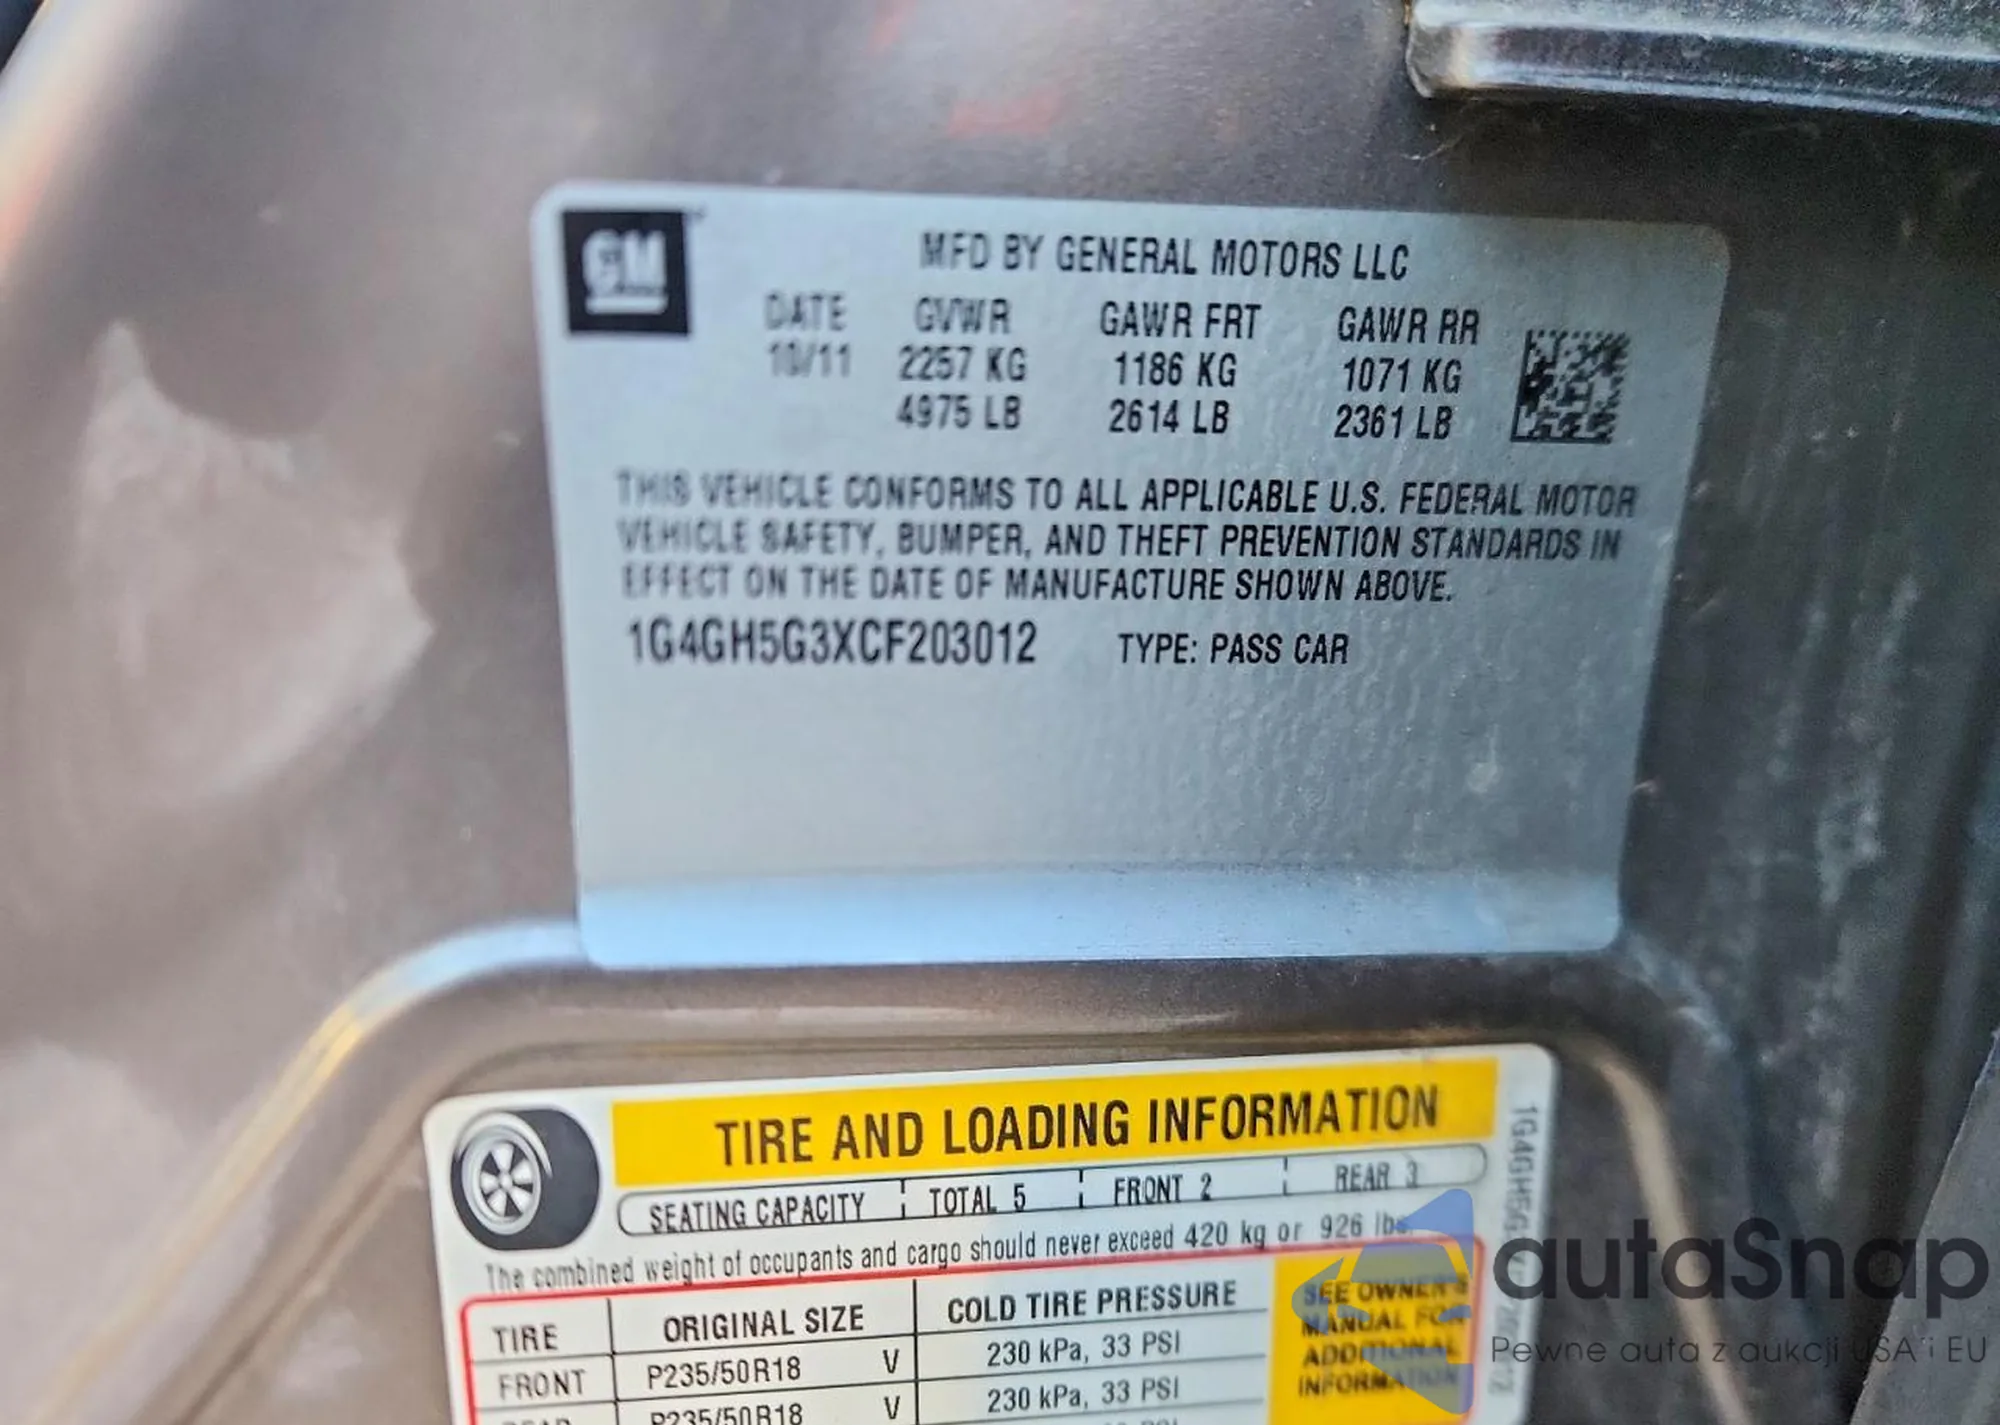 GM
MFD BY GENERAL MOTORS LLC
DATE GVWR GAWR FRT GAWR RR
10/11 2257 KG 1186 KG 1071 KG
4975 LB 2614 LB 2361 LB
THIS VEHICLE CONFORMS TO ALL APPLICABLE U.S. FEDERAL MOTOR
VEHICLE SAFETY, BUMPER, AND THEFT PREVENTION STANDARDS IN
EFFECT ON THE DATE OF MANUFACTURE SHOWN ABOVE.
1G4GH5G3XCF203012 TYPE: PASS CAR
TIRE AND LOADING INFORMATION
SEATING CAPACITY TOTAL 5 FRONT 2 REAR 3
The combined weight of occupants and cargo should never exceed 420 kg or 926 lbs.
TIRE ORIGINAL SIZE COLD TIRE PRESSURE
FRONT P235/50R18 V 230 kPa, 33 PSI
REAR P235/50R18 V 230 kPa, 33 PSI
SEE OWNER'S
MANUAL FOR
ADDITIONAL
INFORMATION
autaSnap
Pewne auta z aukcji USA i EU